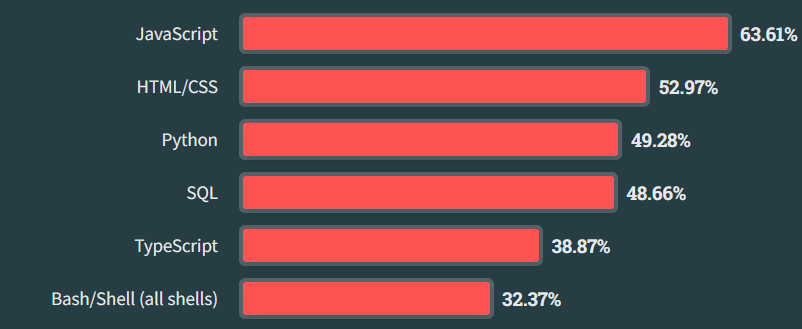 JavaScript 63.61%
HTML/CSS 52.97%
Python 49.28%
SQL 48.66%
TypeScript 38.87%
Bash/Shell (all shells) 32.37%